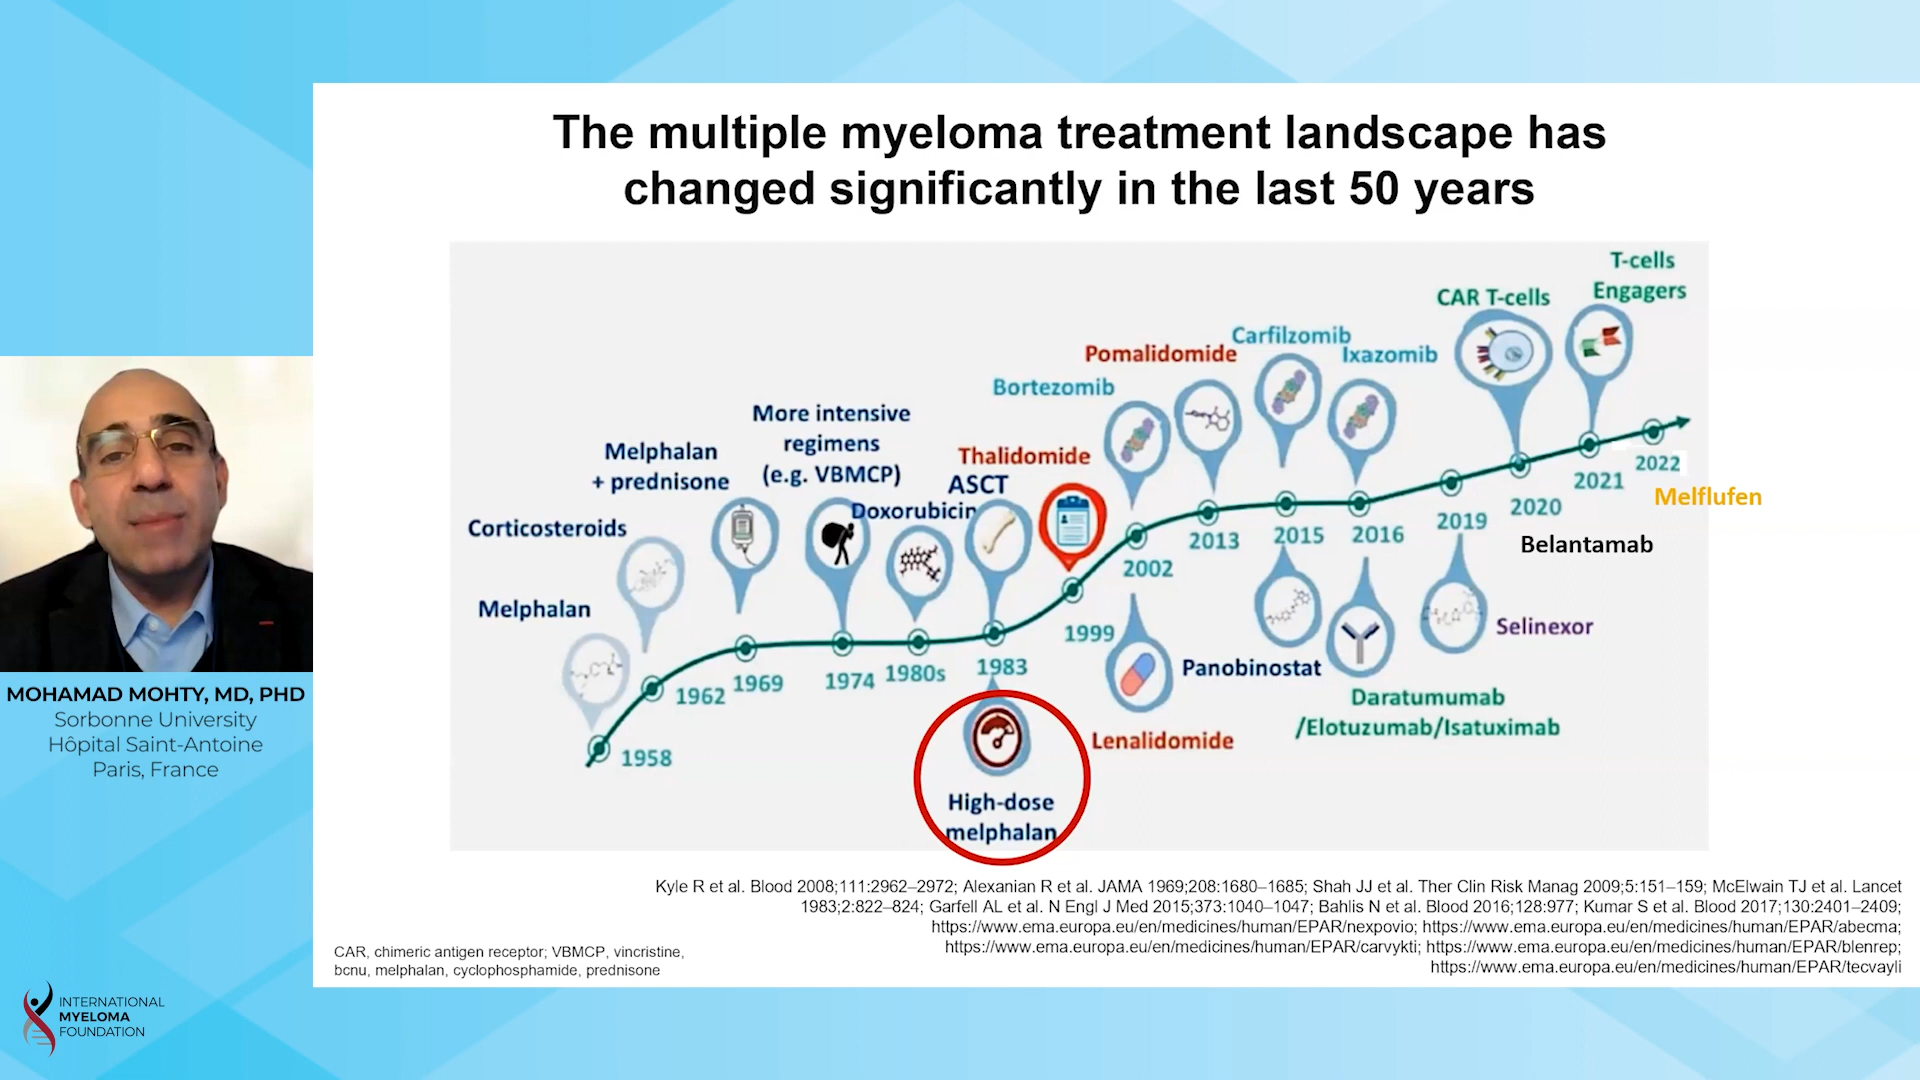 The multiple myeloma treatment landscape has
changed significantly in the last 50 years
T-cells
Engagers
CAR T-cells
Carfilzomib
Pomalidomide
Ixazomib
Bortezomib
More intensive
regimens
(e.g. VBMCP)
Melphalan
+ prednisone
Thalidomide
ASCT
Doxorubicin
Corticosteroids
Melphalan
1958
1962
1969
1974
1980s
1983
1999
2002
2013
2015
2016
2019
2020
2021
2022
Melflufen
Belantamab
Selinexor
Panobinostat
Daratumumab
/Elotuzumab/Isatuximab
Lenalidomide
High-dose
melphalan
MOHAMAD MOHTY, MD, PHD
Sorbonne University
Hôpital Saint-Antoine
Paris, France
Kyle R et al. Blood 2008;111:2962–2972; Alexanian R et al. JAMA 1969;208:1680–1685; Shah JJ et al. Ther Clin Risk Manag 2009;5:151–159; McElwain TJ et al. Lancet
1983;2:822–824; Garfell AL et al. N Engl J Med 2015;373:1040–1047; Bahlis N et al. Blood 2016;128:977; Kumar S et al. Blood 2017;130:2401–2409;
https://www.ema.europa.eu/en/medicines/human/EPAR/nexpovio; https://www.ema.europa.eu/en/medicines/human/EPAR/abecma;
https://www.ema.europa.eu/en/medicines/human/EPAR/carvykti; https://www.ema.europa.eu/en/medicines/human/EPAR/blenrep;
https://www.ema.europa.eu/en/medicines/human/EPAR/tecvayli
CAR, chimeric antigen receptor; VBMCP, vincristine,
bcnu, melphalan, cyclophosphamide, prednisone
INTERNATIONAL
MYELOMA
FOUNDATION